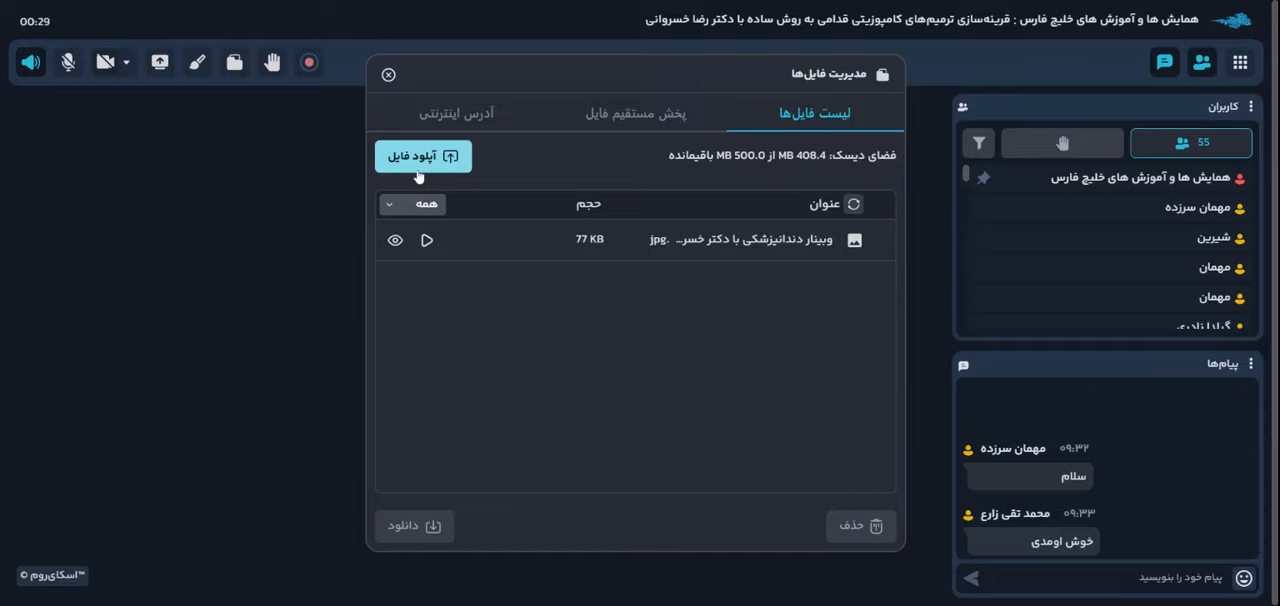 همایش ها و آموزش های خلیج فارس : قرینه‌سازی ترمیم‌های کامپوزیتی قدامی به روش ساده با دکتر رضا خسروانی
00:29
مدیریت فایل‌ها
لیست فایل‌ها
پخش مستقیم فایل
آدرس اینترنتی
فضای دیسک: 408.4 MB از 500.0 MB باقیمانده
آپلود فایل
عنوان
حجم
همه
وبینار دندانپزشکی با دکتر خسر... .jpg
77 KB
حذف
دانلود
کاربران
55
همایش ها و آموزش های خلیج فارس
مهمان سرزده
شیرین
مهمان
مهمان
گیلدا نادری
پیام‌ها
مهمان سرزده ۰۹:۳۲
سلام
محمد تقی زارع ۰۹:۳۳
خوش اومدی
پیام خود را بنویسید
اسکای‌روم™ ©